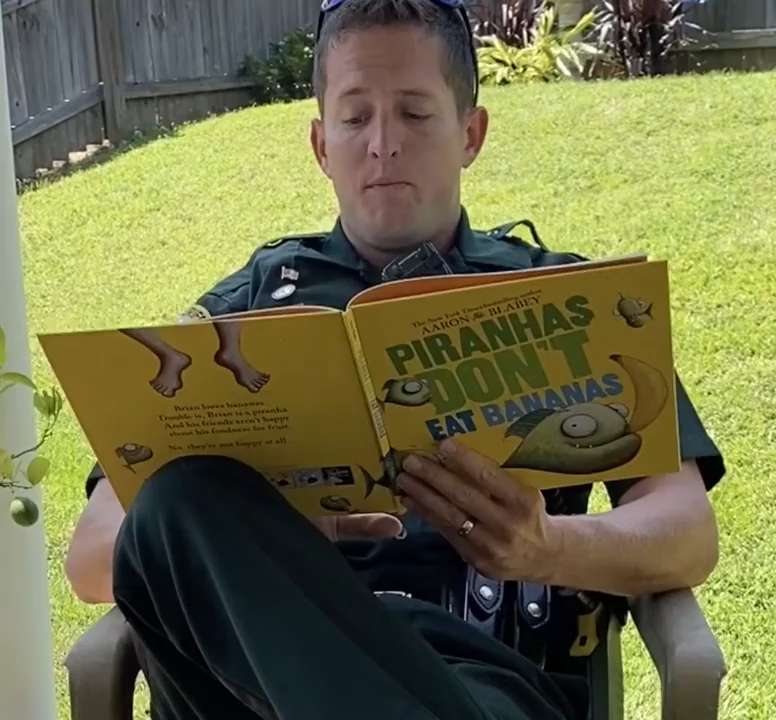 Brian loves bananas.
Trouble is, Brian is a piranha.
And his friends aren't happy
about his fondness for fruit.
No, they're not happy at all...
The New York Times bestselling author
AARON BLABEY
PIRANHAS
DON'T
EAT BANANAS